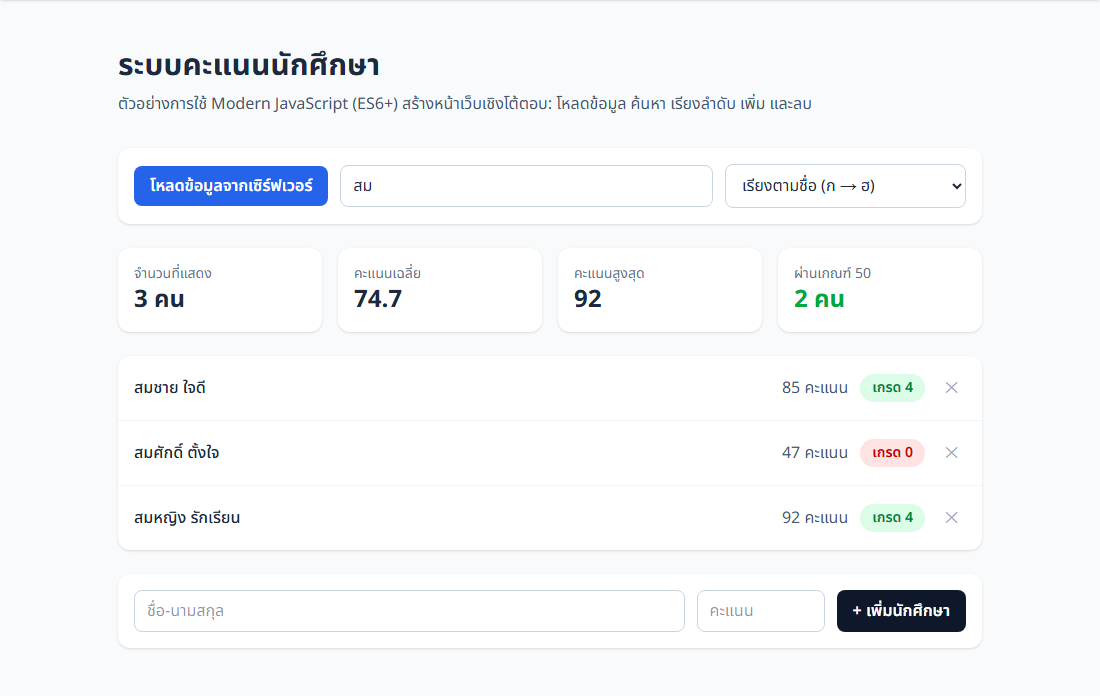 ระบบคะแนนนักศึกษา
ตัวอย่างการใช้ Modern JavaScript (ES6+) สร้างหน้าเว็บเชิงโต้ตอบ: โหลดข้อมูล ค้นหา เรียงลำดับ เพิ่ม และลบ
โหลดข้อมูลจากเซิร์ฟเวอร์ สม เรียงตามชื่อ (ก → ฮ)
จำนวนที่แสดง คะแนนเฉลี่ย คะแนนสูงสุด ผ่านเกณฑ์ 50
3 คน 74.7 92 2 คน
สมชาย ใจดี 85 คะแนน เกรด 4 ×
สมศักดิ์ ตั้งใจ 47 คะแนน เกรด 0 ×
สมหญิง รักเรียน 92 คะแนน เกรด 4 ×
ชื่อ-นามสกุล คะแนน + เพิ่มนักศึกษา